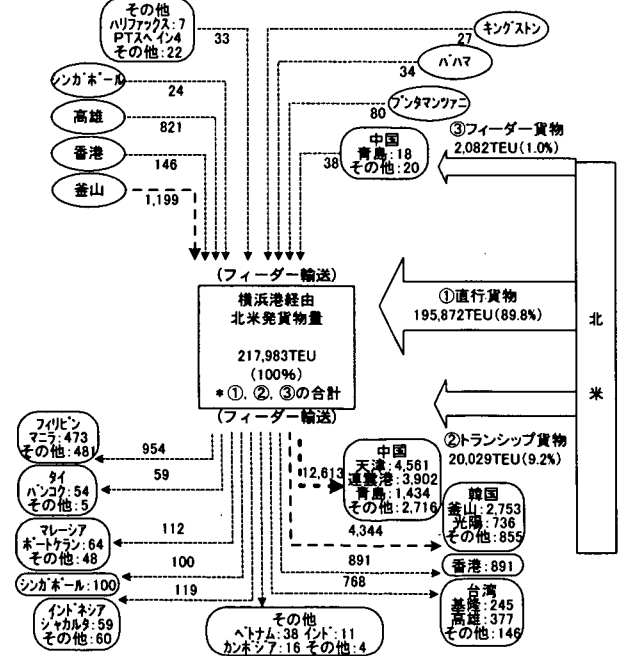 その他
ハリファックス:7
PTスペイン4
その他:22
33
キングストン
27
バハマ
34
プンタマンツァニ
80
シンガポール
24
高雄
821
香港
146
釜山
1,199
中国
青島:18
その他:20
38
③フィーダー貨物
2,082TEU(1.0%)
(フィーダー輸送)
横浜港経由
北米発貨物量
217,983TEU
(100%)
*①,②,③の合計
(フィーダー輸送)
①直行貨物
195,872TEU(89.8%)
北
米
②トランシップ貨物
20,029TEU(9.2%)
フィリピン
マニラ:473
その他:481
954
タイ
バンコク:54
その他:5
59
マレーシア
ポートケラン:64
その他:48
112
シンガポール:100
100
インドネシア
ジャカルタ:59
その他:60
119
その他
ベトナム:38 インド:11
カンボジア:16 その他:4
12,613
中国
天津:4,561
連雲港:3,902
青島:1,434
その他:2,716
4,344
韓国
釜山:2,753
光陽:736
その他:855
891
香港:891
768
台湾
基隆:245
高雄:377
その他:146